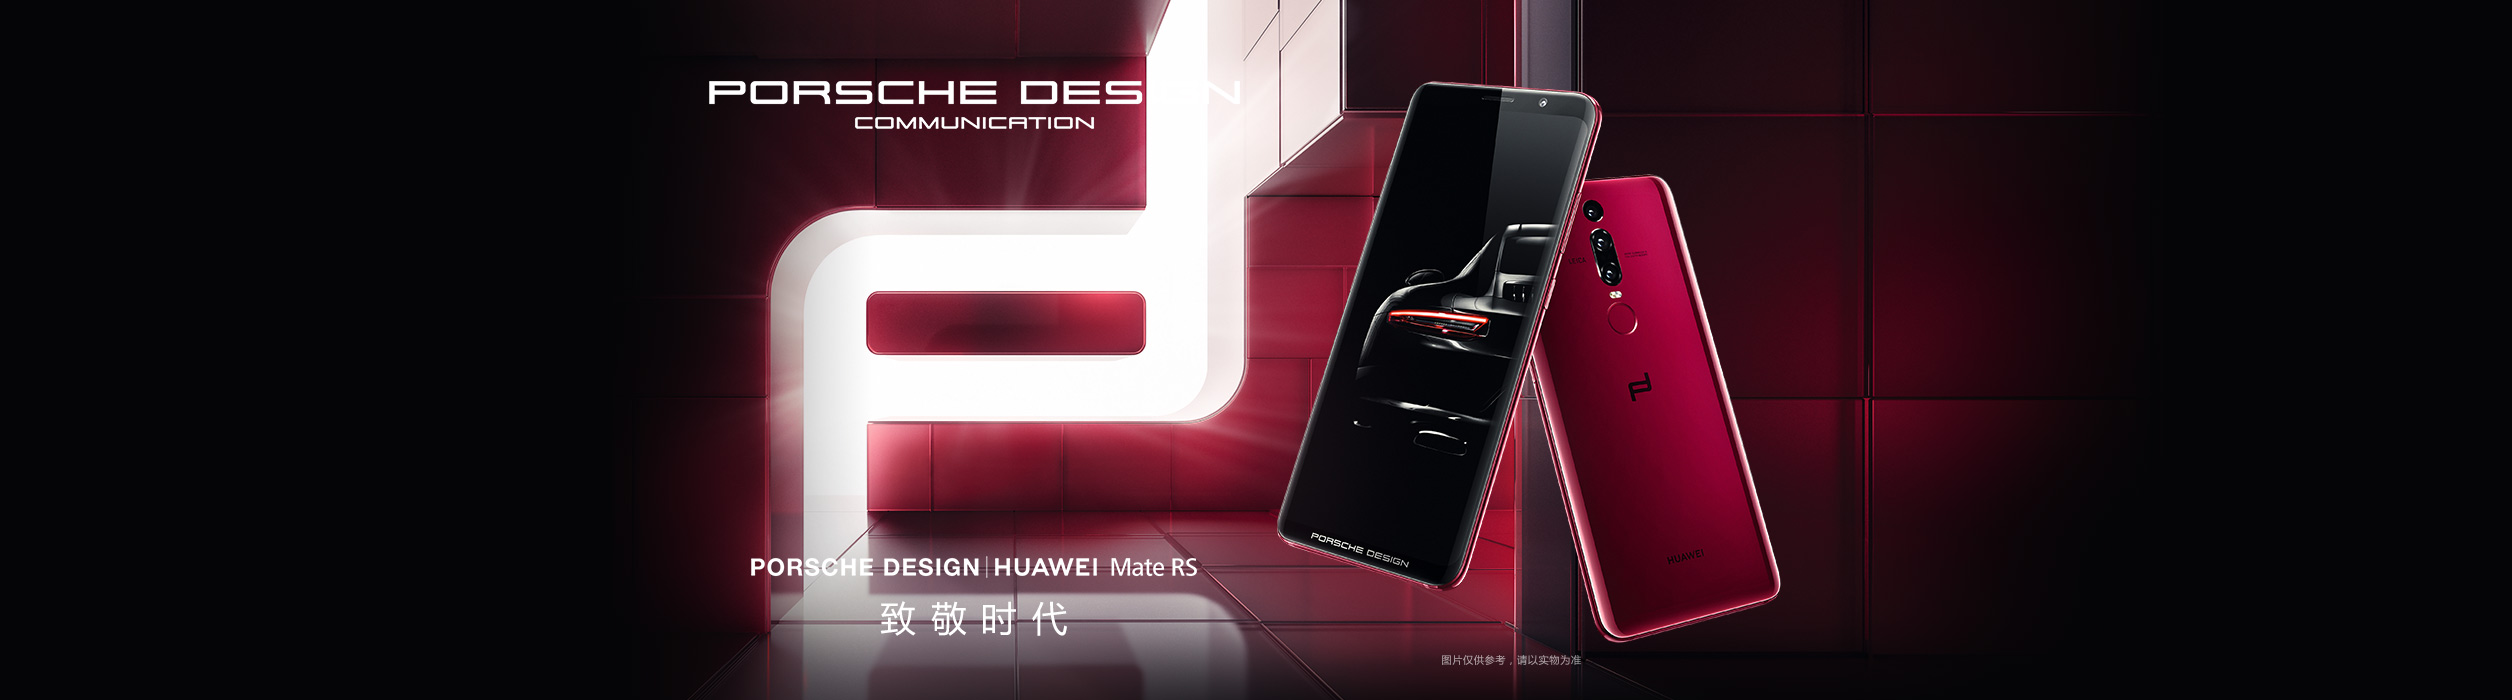 PORSCHE DESIGN
COMMUNICATION
PORSCHE DESIGN
HUAWEI
PORSCHE DESIGN | HUAWEI Mate RS
致敬时代
图片仅供参考，请以实物为准